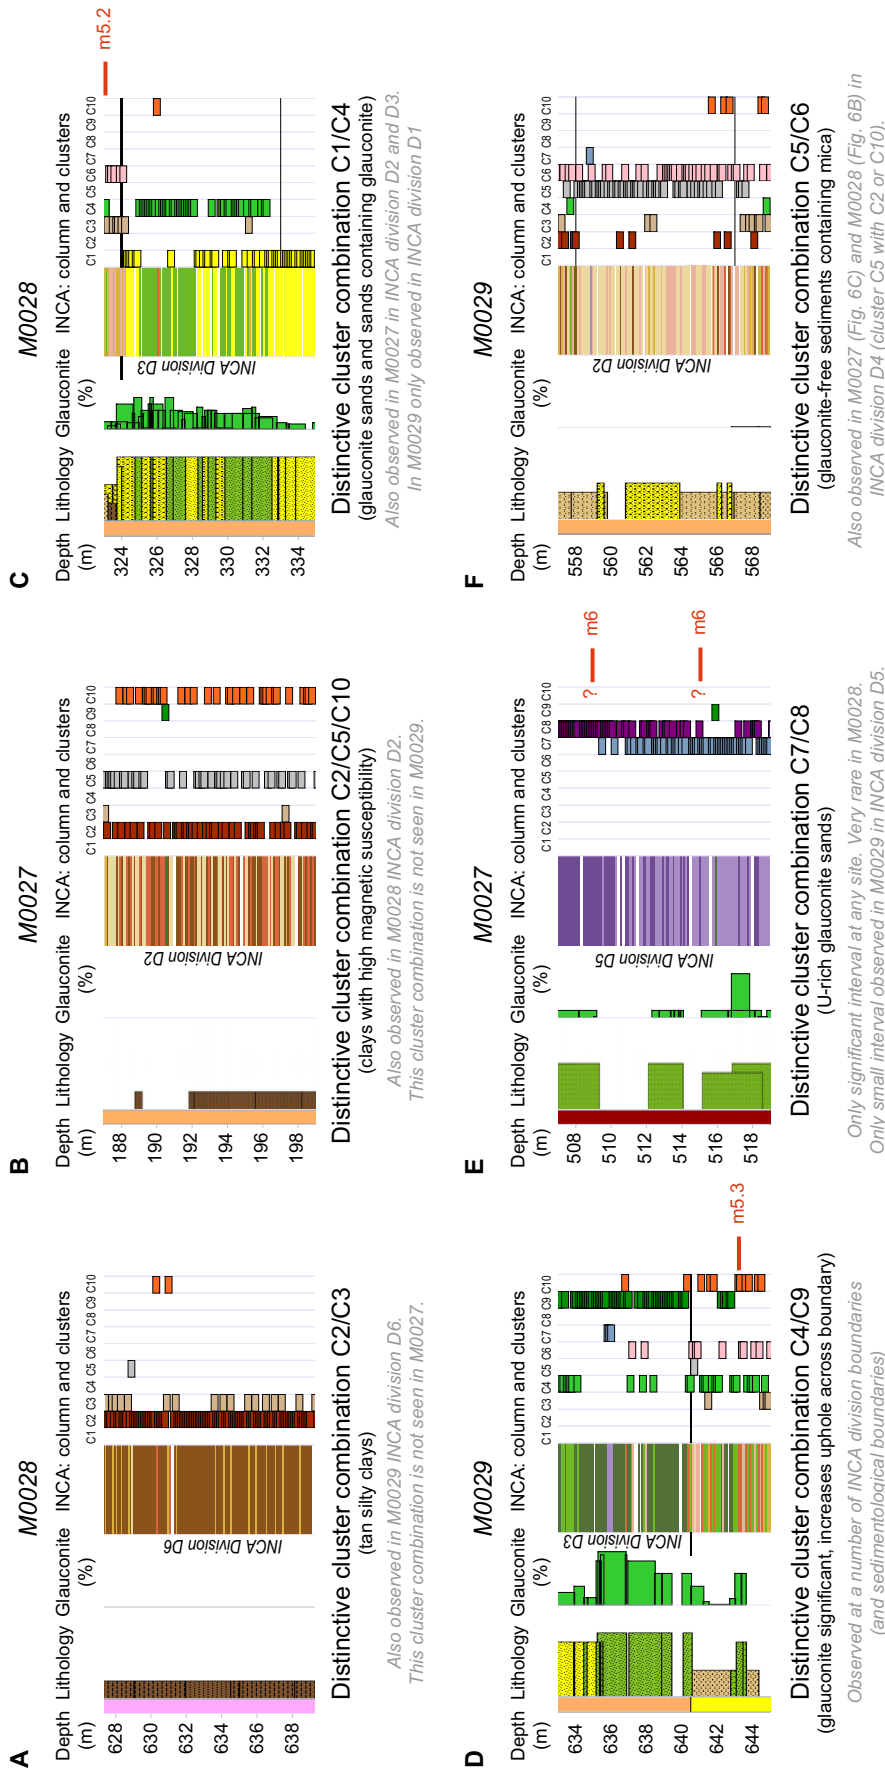 A
M0028
Depth Lithology Glauconite INCA: column and clusters
(m) (%)
C1 C2 C3 C4 C5 C6 C7 C8 C9 C10
628
630
632
634
636
638
INCA Division D6
Distinctive cluster combination C2/C3
(tan silty clays)
Also observed in M0029 INCA division D6.
This cluster combination is not seen in M0027.
B
M0027
Depth Lithology Glauconite INCA: column and clusters
(m) (%)
C1 C2 C3 C4 C5 C6 C7 C8 C9 C10
188
190
192
194
196
198
INCA Division D2
Distinctive cluster combination C2/C5/C10
(clays with high magnetic susceptibility)
Also observed in M0028 INCA division D2.
This cluster combination is not seen in M0029.
C
M0028
Depth Lithology Glauconite INCA: column and clusters
(m) (%)
C1 C2 C3 C4 C5 C6 C7 C8 C9 C10
324
326
328
330
332
334
INCA Division D3
m5.2
Distinctive cluster combination C1/C4
(glauconite sands and sands containing glauconite)
Also observed in M0027 in INCA division D2 and D3.
In M0029 only observed in INCA division D1
D
M0029
Depth Lithology Glauconite INCA: column and clusters
(m) (%)
C1 C2 C3 C4 C5 C6 C7 C8 C9 C10
634
636
638
640
642
644
INCA Division D3
m5.3
Distinctive cluster combination C4/C9
(glauconite significant, increases uphole across boundary)
Observed at a number of INCA division boundaries
(and sedimentological boundaries)
E
M0027
Depth Lithology Glauconite INCA: column and clusters
(m) (%)
C1 C2 C3 C4 C5 C6 C7 C8 C9 C10
508
510
512
514
516
518
INCA Division D5
? m6
? m6
Distinctive cluster combination C7/C8
(U-rich glauconite sands)
Only significant interval at any site. Very rare in M0028.
Only small interval observed in M0029 in INCA division D5.
F
M0029
Depth Lithology Glauconite INCA: column and clusters
(m) (%)
C1 C2 C3 C4 C5 C6 C7 C8 C9 C10
558
560
562
564
566
568
INCA Division D2
Distinctive cluster combination C5/C6
(glauconite-free sediments containing mica)
Also observed in M0027 (Fig. 6C) and M0028 (Fig. 6B) in
INCA division D4 (cluster C5 with C2 or C10).